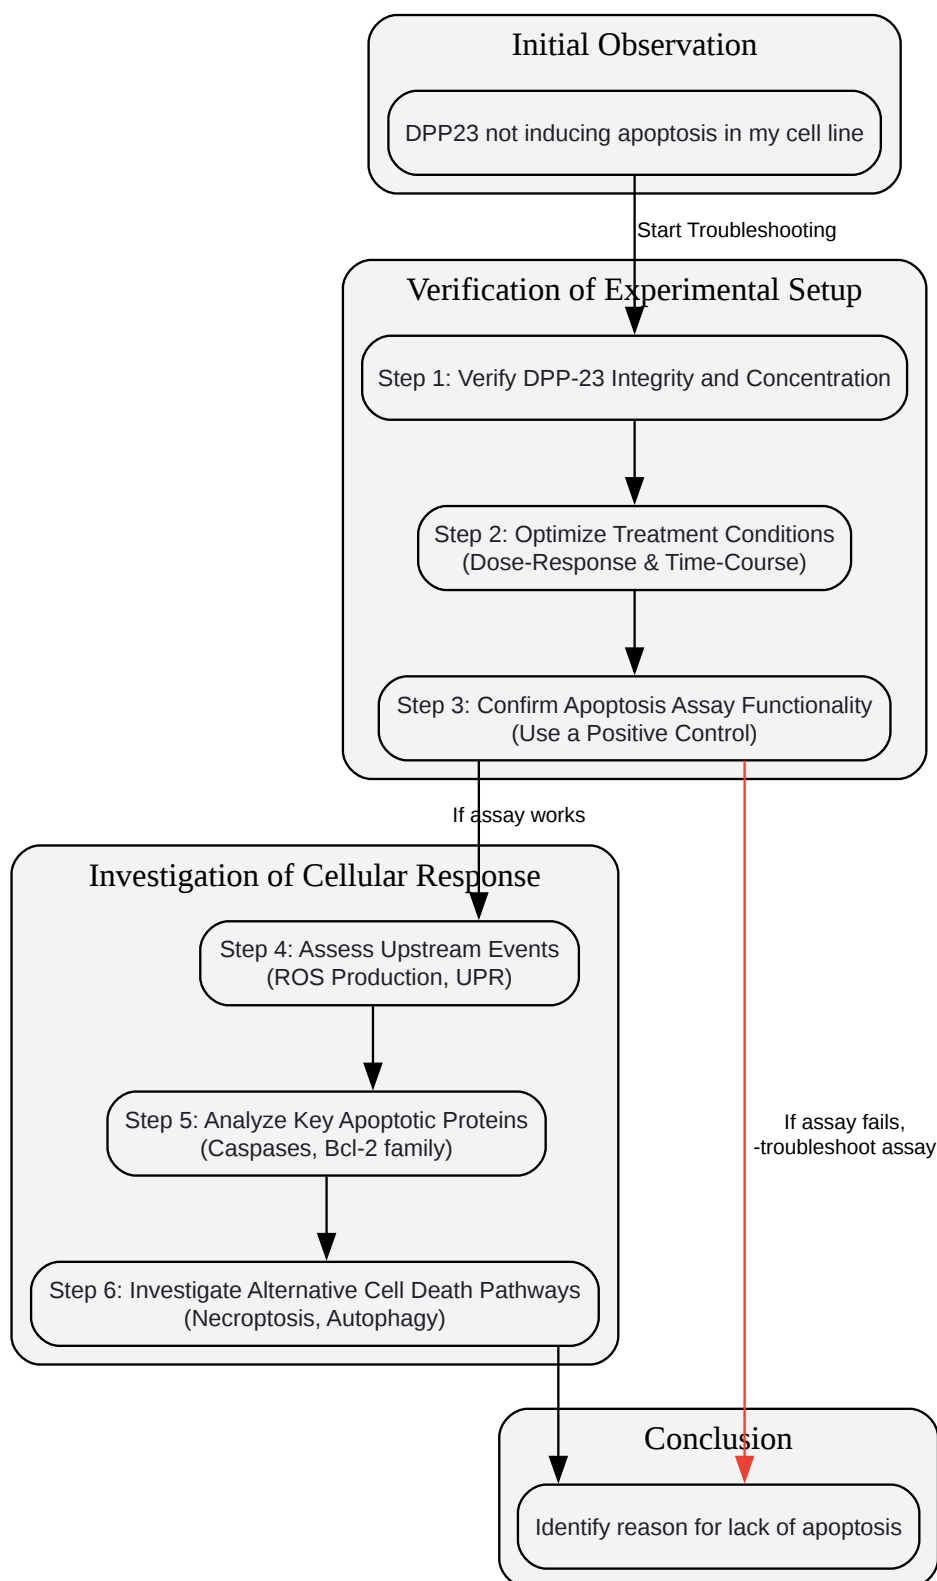 Initial Observation
DPP23 not inducing apoptosis in my cell line
Start Troubleshooting
Verification of Experimental Setup
Step 1: Verify DPP-23 Integrity and Concentration
Step 2: Optimize Treatment Conditions
(Dose-Response & Time-Course)
Step 3: Confirm Apoptosis Assay Functionality
(Use a Positive Control)
If assay works
Investigation of Cellular Response
Step 4: Assess Upstream Events
(ROS Production, UPR)
Step 5: Analyze Key Apoptotic Proteins
(Caspases, Bcl-2 family)
If assay fails,
-troubleshoot assay
Step 6: Investigate Alternative Cell Death Pathways
(Necroptosis, Autophagy)
Conclusion
Identify reason for lack of apoptosis